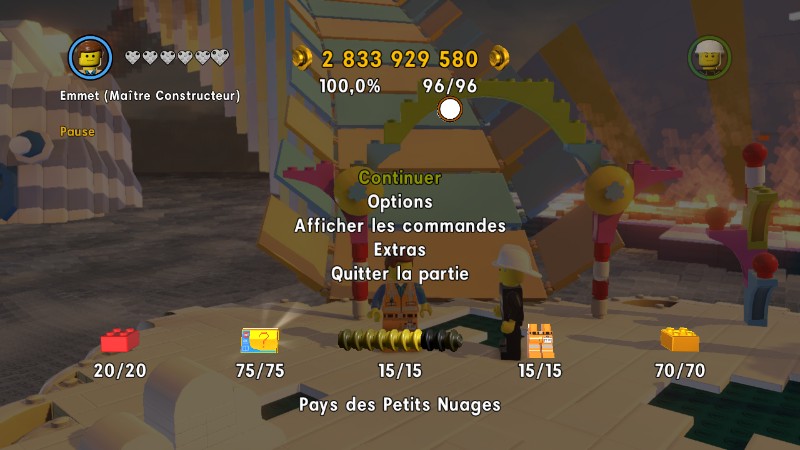 2 833 929 580
100,0% 96/96
Emmet (Maître Constructeur)
Pause
Continuer
Options
Afficher les commandes
Extras
Quitter la partie
?
20/20 75/75 15/15 15/15 70/70
Pays des Petits Nuages